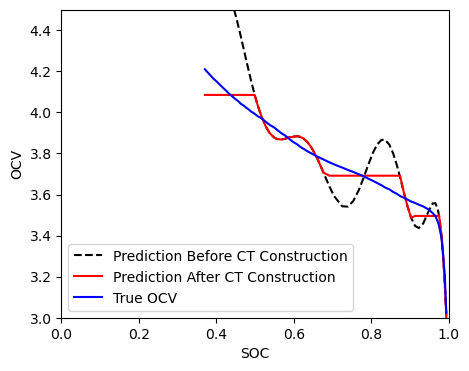 4.4
4.2
4.0
3.8
3.6
3.4
3.2
3.0
OCV
Prediction Before CT Construction
Prediction After CT Construction
True OCV
0.0 0.2 0.4 0.6 0.8 1.0
SOC